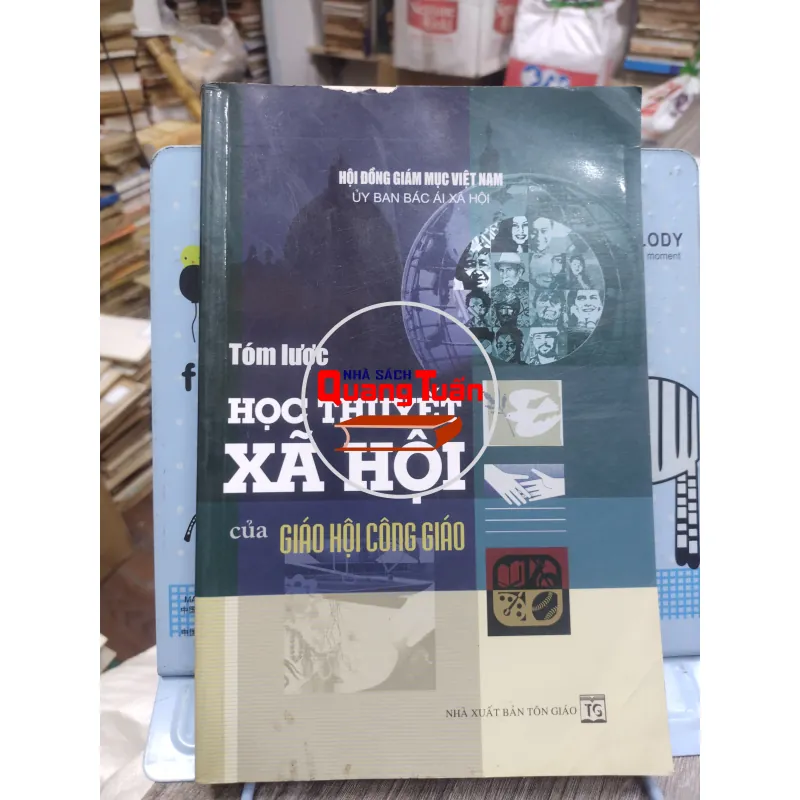 HỘI ĐỒNG GIÁM MỤC VIỆT NAM
ỦY BAN BÁC ÁI XÃ HỘI
LODY
moment
Tóm lược
NHÀ SÁCH
Quang Tuấn
HỌC THUYẾT
XÃ HỘI
của GIÁO HỘI CÔNG GIÁO
NHÀ XUẤT BẢN TÔN GIÁO TG